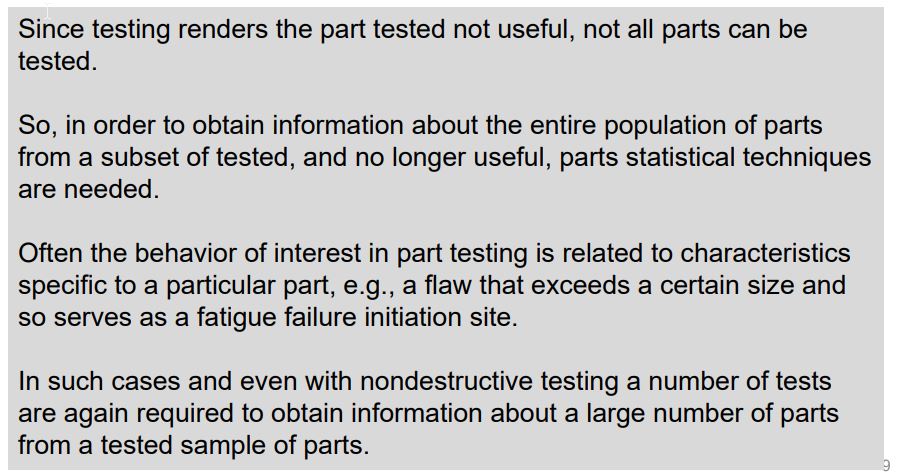 Since testing renders the part tested not useful, not all parts can be
tested.
So, in order to obtain information about the entire population of parts
from a subset of tested, and no longer useful, parts statistical techniques
are needed.
Often the behavior of interest in part testing is related to characteristics
specific to a particular part, e.g., a flaw that exceeds a certain size and
so serves as a fatigue failure initiation site.
In such cases and even with nondestructive testing a number of tests
are again required to obtain information about a large number of parts
from a tested sample of parts.
9